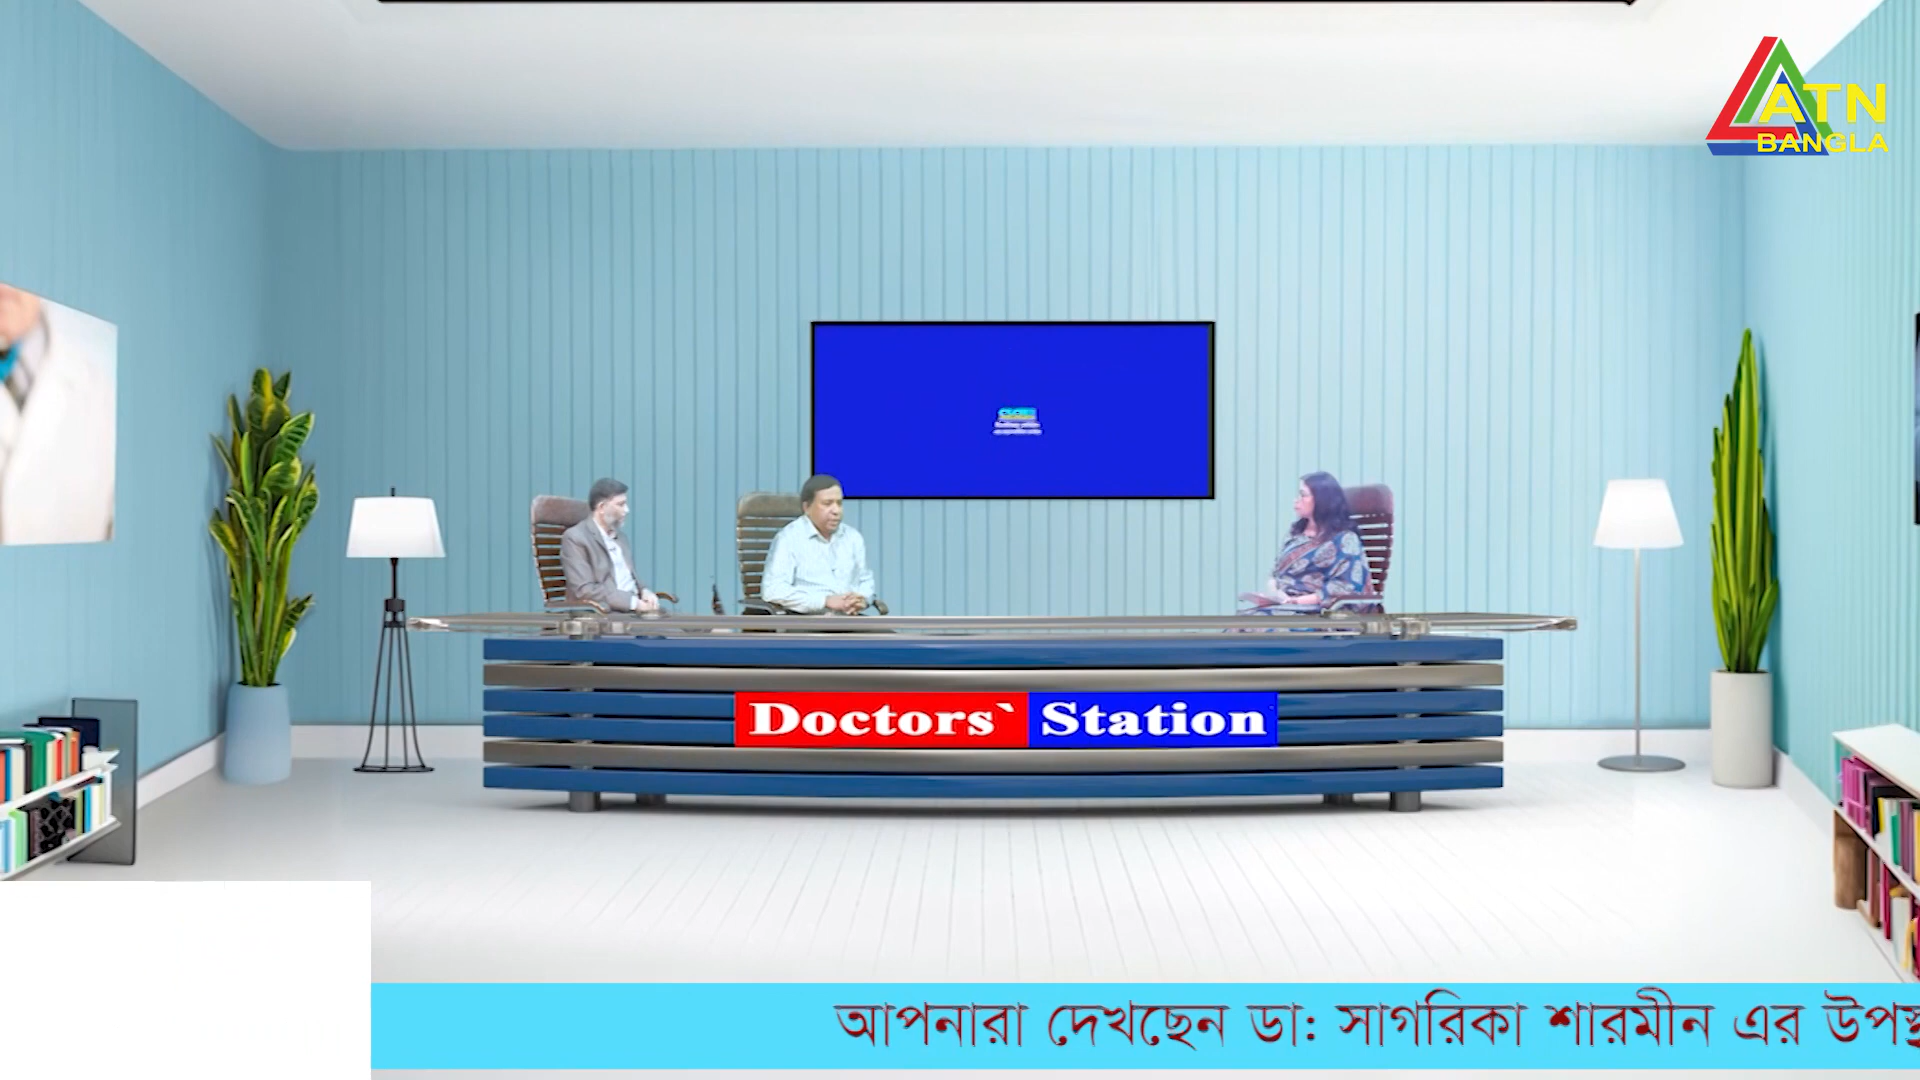 ATN
BANGLA
Doctors` Station
আপনারা দেখছেন ডা: সাগরিকা শারমীন এর